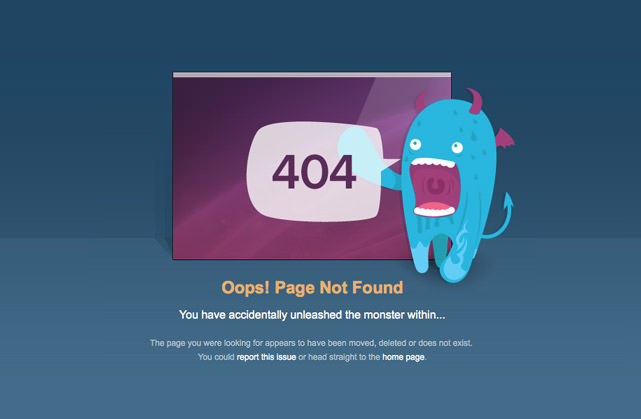 404
Oops! Page Not Found
You have accidentally unleashed the monster within...
The page you were looking for appears to have been moved, deleted or does not exist.
You could report this issue or head straight to the home page.